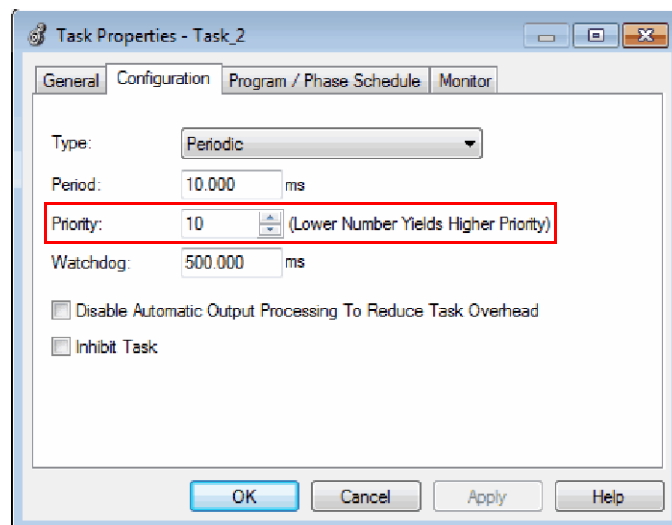 Task Properties - Task_2
General Configuration Program / Phase Schedule Monitor
Type: Periodic
Period: 10.000 ms
Priority: 10 (Lower Number Yields Higher Priority)
Watchdog: 500.000 ms
Disable Automatic Output Processing To Reduce Task Overhead
Inhibit Task
OK Cancel Apply Help